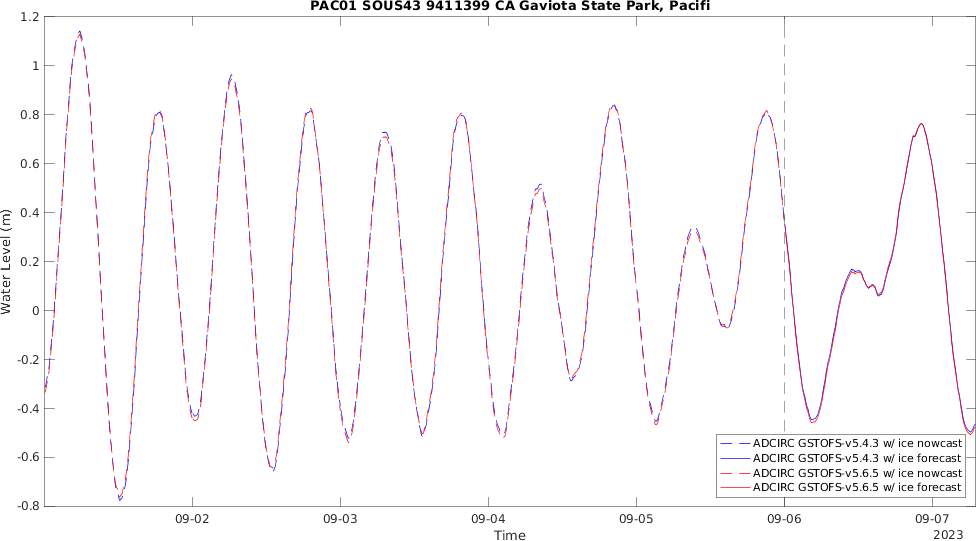 PAC01 SOUS43 9411399 CA Gaviota State Park, Pacifi
1.2
1
0.8
0.6
0.4
0.2
0
-0.2
-0.4
-0.6
-0.8
Water Level (m)
09-02
09-03
09-04
09-05
09-06
09-07
Time
2023
ADCIRC GSTOFS-v5.4.3 w/ ice nowcast
ADCIRC GSTOFS-v5.4.3 w/ ice forecast
ADCIRC GSTOFS-v5.6.5 w/ ice nowcast
ADCIRC GSTOFS-v5.6.5 w/ ice forecast